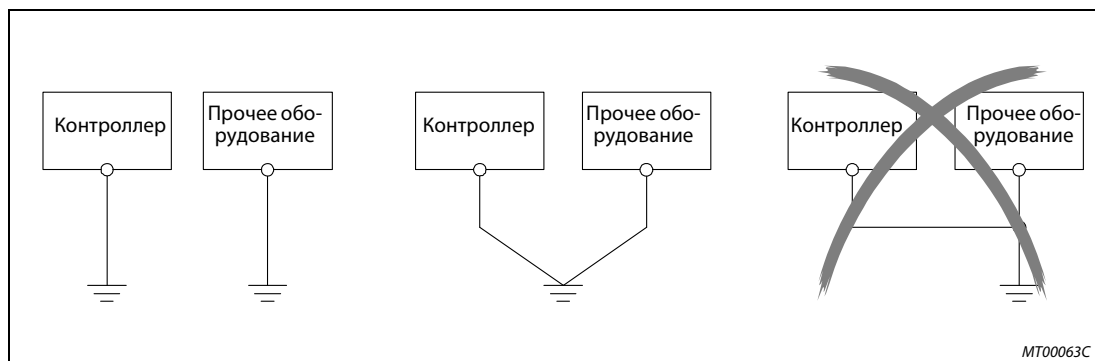 Контроллер
Прочее обо-
рудование
Контроллер
Прочее обо-
рудование
Контроллер
Прочее обо-
рудование
MT00063C